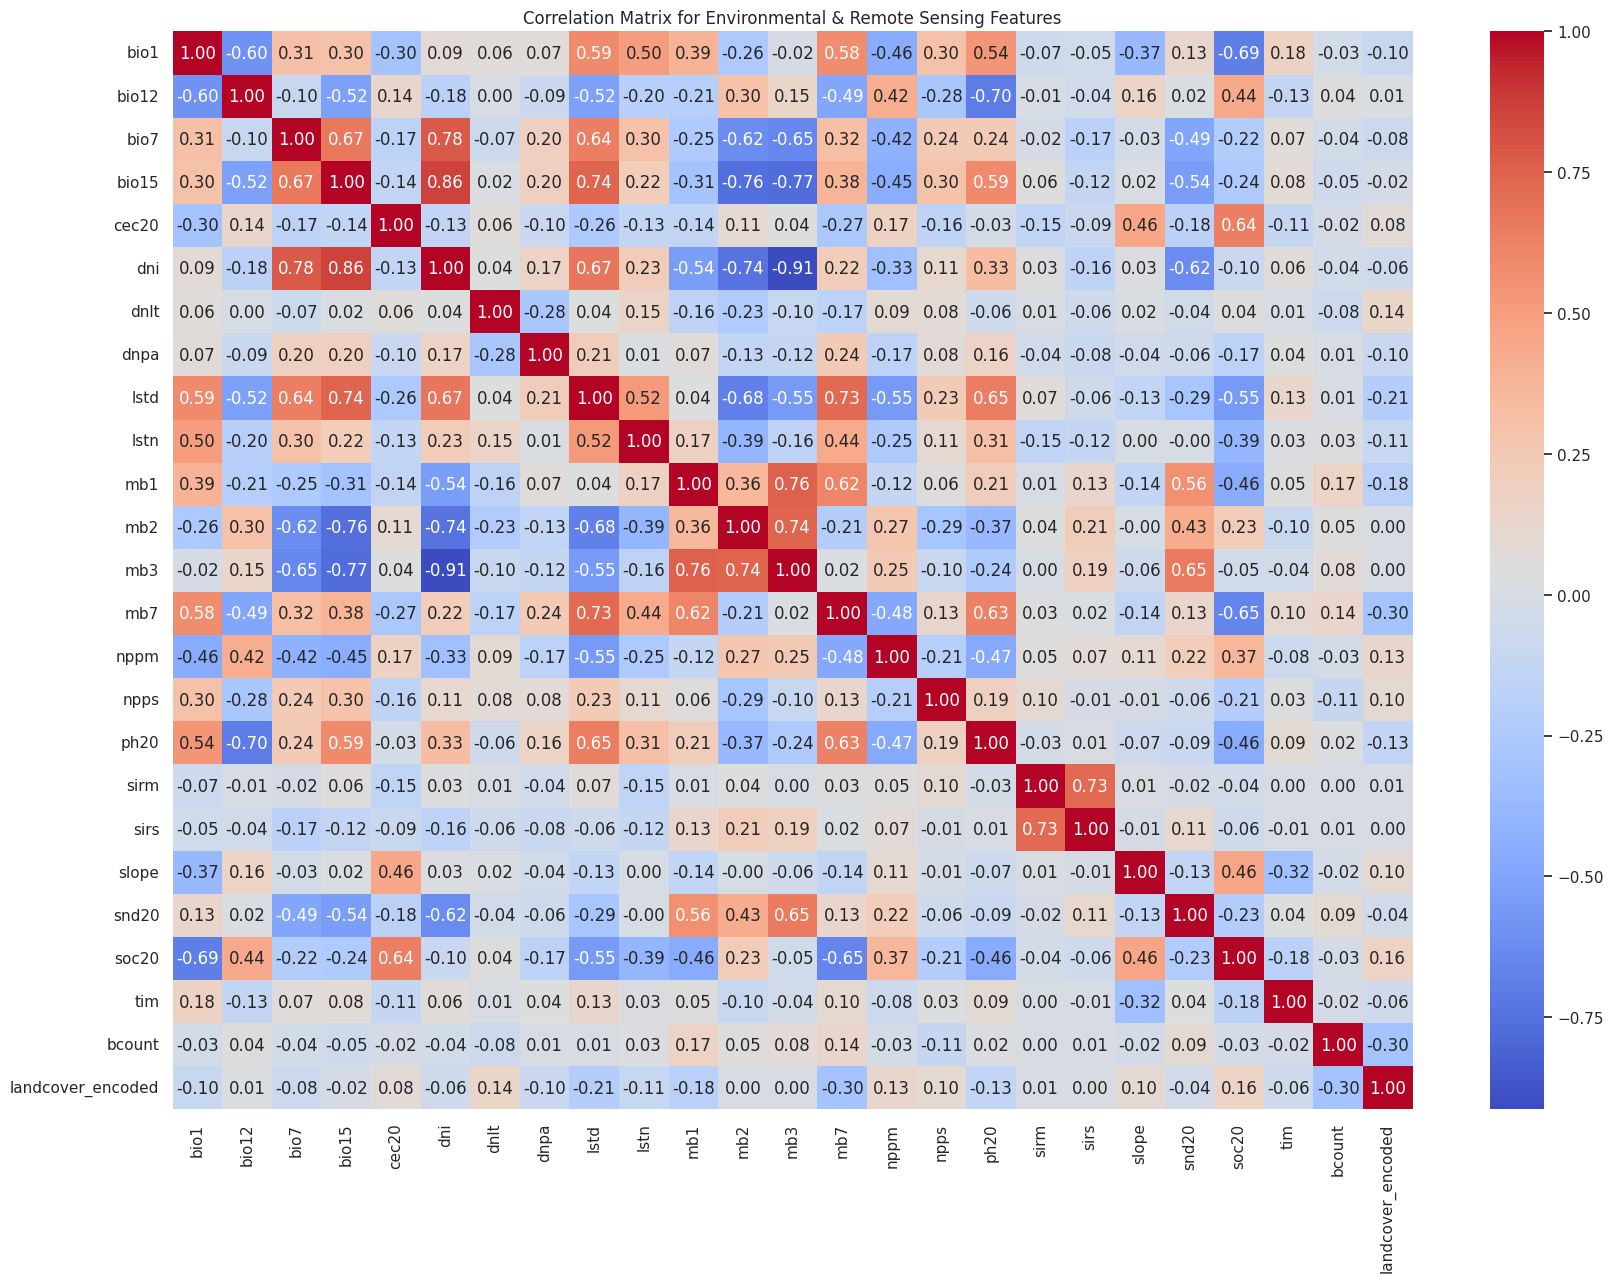 Correlation Matrix for Environmental & Remote Sensing Features
bio1 1.00 -0.60 0.31 0.30 -0.30 0.09 0.06 0.07 0.59 0.50 0.39 -0.26 -0.02 0.58 -0.46 0.30 0.54 -0.07 -0.05 -0.37 0.13 -0.69 0.18 -0.03 -0.10
bio12 -0.60 1.00 -0.10 -0.52 0.14 -0.18 0.00 -0.09 -0.52 -0.20 -0.21 0.30 0.15 -0.49 0.42 -0.28 -0.70 -0.01 -0.04 0.16 0.02 0.44 -0.13 0.04 0.01
bio7 0.31 -0.10 1.00 0.67 -0.17 0.78 -0.07 0.20 0.64 0.30 -0.25 -0.62 -0.65 0.32 -0.42 0.24 0.24 -0.02 -0.17 -0.03 -0.49 -0.22 0.07 -0.04 -0.08
bio15 0.30 -0.52 0.67 1.00 -0.14 0.86 0.02 0.20 0.74 0.22 -0.31 -0.76 -0.77 0.38 -0.45 0.30 0.59 0.06 -0.12 0.02 -0.54 -0.24 0.08 -0.05 -0.02
cec20 -0.30 0.14 -0.17 -0.14 1.00 -0.13 0.06 -0.10 -0.26 -0.13 -0.14 0.11 0.04 -0.27 0.17 -0.16 -0.03 -0.15 -0.09 0.46 -0.18 0.64 -0.11 -0.02 0.08
dni 0.09 -0.18 0.78 0.86 -0.13 1.00 0.04 0.17 0.67 0.23 -0.54 -0.74 -0.91 0.22 -0.33 0.11 0.33 0.03 -0.16 0.03 -0.62 -0.10 0.06 -0.04 -0.06
dnlt 0.06 0.00 -0.07 0.02 0.06 0.04 1.00 -0.28 0.04 0.15 -0.16 -0.23 -0.10 -0.17 0.09 0.08 -0.06 0.01 -0.06 0.02 -0.04 0.04 0.01 -0.08 0.14
dnpa 0.07 -0.09 0.20 0.20 -0.10 0.17 -0.28 1.00 0.21 0.01 0.07 -0.13 -0.12 0.24 -0.17 0.08 0.16 -0.04 -0.08 -0.04 -0.06 -0.17 0.04 0.01 -0.10
lstd 0.59 -0.52 0.64 0.74 -0.26 0.67 0.04 0.21 1.00 0.52 0.04 -0.68 -0.55 0.73 -0.55 0.23 0.65 0.07 -0.06 -0.13 -0.29 -0.55 0.13 0.01 -0.21
lstn 0.50 -0.20 0.30 0.22 -0.13 0.23 0.15 0.01 0.52 1.00 0.17 -0.39 -0.16 0.44 -0.25 0.11 0.31 -0.15 -0.12 0.00 -0.00 -0.39 0.03 0.03 -0.11
mb1 0.39 -0.21 -0.25 -0.31 -0.14 -0.54 -0.16 0.07 0.04 0.17 1.00 0.36 0.76 0.62 -0.12 0.06 0.21 0.01 0.13 -0.14 0.56 -0.46 0.05 0.17 -0.18
mb2 -0.26 0.30 -0.62 -0.76 0.11 -0.74 -0.23 -0.13 -0.68 -0.39 0.36 1.00 0.74 -0.21 0.27 -0.29 -0.37 0.04 0.21 -0.00 0.43 0.23 -0.10 0.05 0.00
mb3 -0.02 0.15 -0.65 -0.77 0.04 -0.91 -0.10 -0.12 -0.55 -0.16 0.76 0.74 1.00 0.02 0.25 -0.10 -0.24 0.00 0.19 -0.06 0.65 -0.05 -0.04 0.08 0.00
mb7 0.58 -0.49 0.32 0.38 -0.27 0.22 -0.17 0.24 0.73 0.44 0.62 -0.21 0.02 1.00 -0.48 0.13 0.63 0.03 0.02 -0.14 0.13 -0.65 0.10 0.14 -0.30
nppm -0.46 0.42 -0.42 -0.45 0.17 -0.33 0.09 -0.17 -0.55 -0.25 -0.12 0.27 0.25 -0.48 1.00 -0.21 -0.47 0.05 0.07 0.11 0.22 0.37 -0.08 -0.03 0.13
npps 0.30 -0.28 0.24 0.30 -0.16 0.11 0.08 0.08 0.23 0.11 0.06 -0.29 -0.10 0.13 -0.21 1.00 0.19 0.10 -0.01 -0.01 -0.06 -0.21 0.03 -0.11 0.10
ph20 0.54 -0.70 0.24 0.59 -0.03 0.33 -0.06 0.16 0.65 0.31 0.21 -0.37 -0.24 0.63 -0.47 0.19 1.00 -0.03 0.01 -0.07 -0.09 -0.46 0.09 0.02 -0.13
sirm -0.07 -0.01 -0.02 0.06 -0.15 0.03 0.01 -0.04 0.07 -0.15 0.01 0.04 0.00 0.03 0.05 0.10 -0.03 1.00 0.73 0.01 -0.02 -0.04 0.00 0.00 0.01
sirs -0.05 -0.04 -0.17 -0.12 -0.09 -0.16 -0.06 -0.08 -0.06 -0.12 0.13 0.21 0.19 0.02 0.07 -0.01 0.01 0.73 1.00 -0.01 0.11 -0.06 -0.01 0.01 0.00
slope -0.37 0.16 -0.03 0.02 0.46 0.03 0.02 -0.04 -0.13 0.00 -0.14 -0.00 -0.06 -0.14 0.11 -0.01 -0.07 0.01 -0.01 1.00 -0.13 0.46 -0.32 -0.02 0.10
snd20 0.13 0.02 -0.49 -0.54 -0.18 -0.62 -0.04 -0.06 -0.29 -0.00 0.56 0.43 0.65 0.13 0.22 -0.06 -0.09 -0.02 0.11 -0.13 1.00 -0.23 0.04 0.09 -0.04
soc20 -0.69 0.44 -0.22 -0.24 0.64 -0.10 0.04 -0.17 -0.55 -0.39 -0.46 0.23 -0.05 -0.65 0.37 -0.21 -0.46 -0.04 -0.06 0.46 -0.23 1.00 -0.18 -0.03 0.16
tim 0.18 -0.13 0.07 0.08 -0.11 0.06 0.01 0.04 0.13 0.03 0.05 -0.10 -0.04 0.10 -0.08 0.03 0.09 0.00 -0.01 -0.32 0.04 -0.18 1.00 -0.02 -0.06
bcount -0.03 0.04 -0.04 -0.05 -0.02 -0.04 -0.08 0.01 0.01 0.03 0.17 0.05 0.08 0.14 -0.03 -0.11 0.02 0.00 0.01 -0.02 0.09 -0.03 -0.02 1.00 -0.30
landcover_encoded -0.10 0.01 -0.08 -0.02 0.08 -0.06 0.14 -0.10 -0.21 -0.11 -0.18 0.00 0.00 -0.30 0.13 0.10 -0.13 0.01 0.00 0.10 -0.04 0.16 -0.06 -0.30 1.00
bio1 bio12 bio7 bio15 cec20 dni dnlt dnpa lstd lstn mb1 mb2 mb3 mb7 nppm npps ph20 sirm sirs slope snd20 soc20 tim bcount landcover_encoded
1.00
0.75
0.50
0.25
0.00
−0.25
−0.50
−0.75